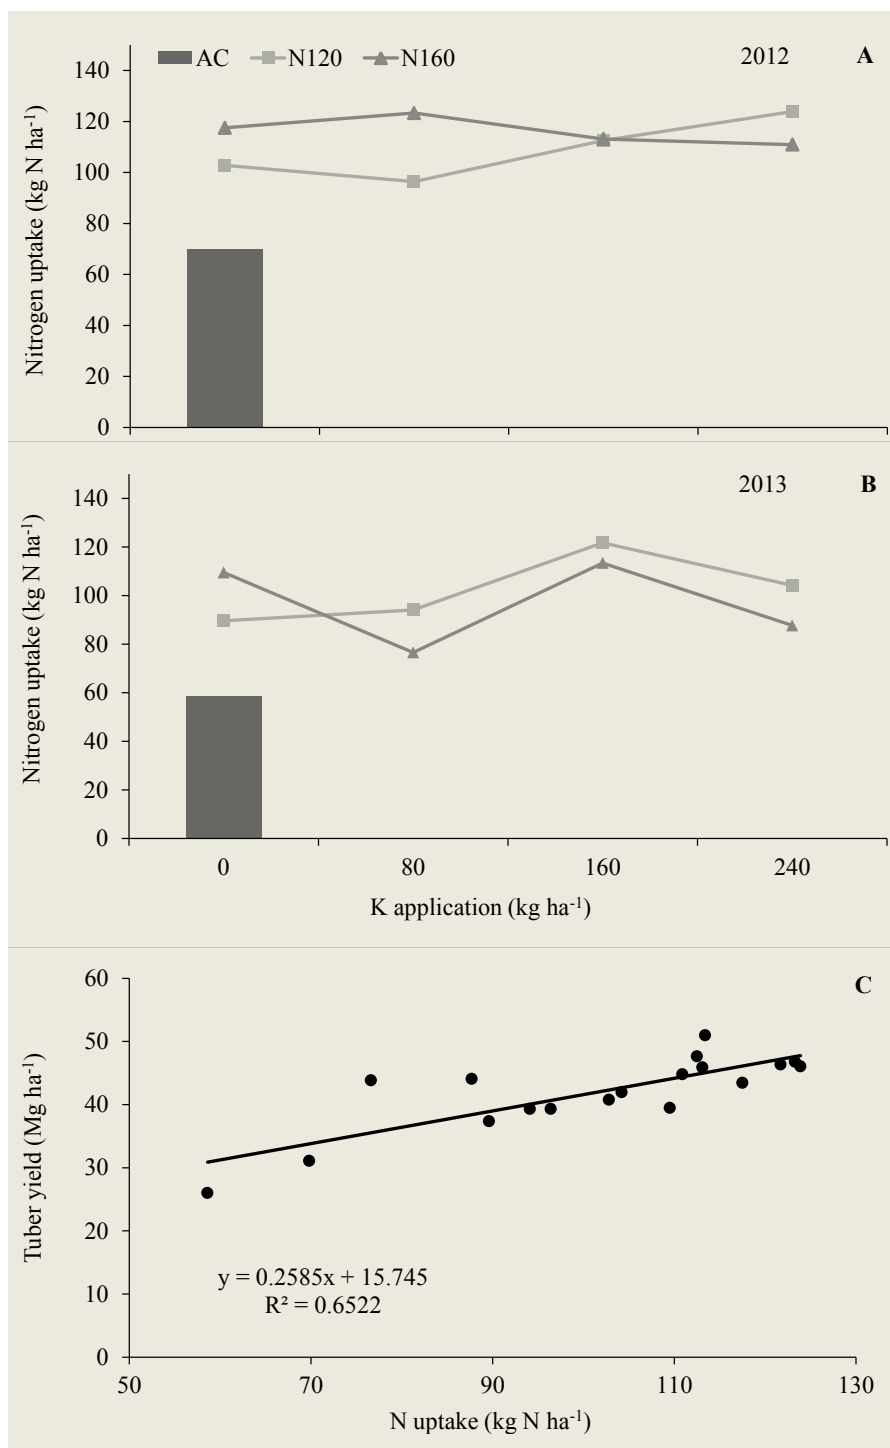 AC N120 N160 2012 A
Nitrogen uptake (kg N ha⁻¹)
140
120
100
80
60
40
20
0
2013 B
Nitrogen uptake (kg N ha⁻¹)
140
120
100
80
60
40
20
0
0 80 160 240
K application (kg ha⁻¹)
C
Tuber yield (Mg ha⁻¹)
60
50
40
30
20
10
0
y = 0.2585x + 15.745
R² = 0.6522
50 70 90 110 130
N uptake (kg N ha⁻¹)